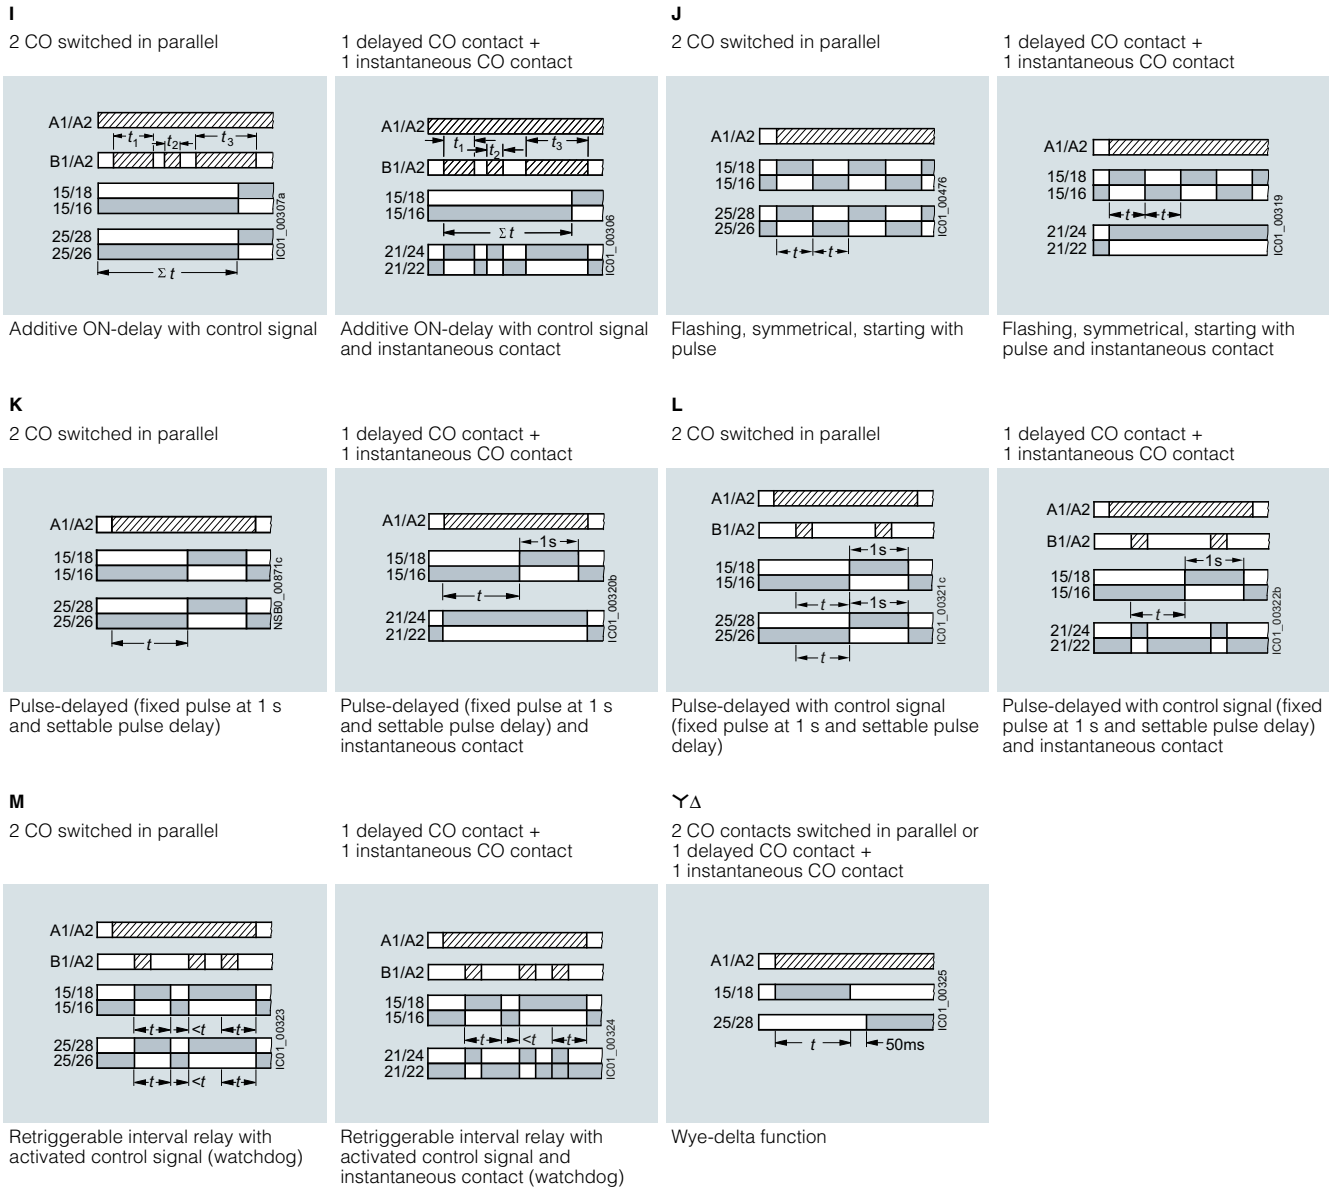 I
2 CO switched in parallel
1 delayed CO contact +
1 instantaneous CO contact
J
2 CO switched in parallel
1 delayed CO contact +
1 instantaneous CO contact
A1/A2
t1
t2
t3
B1/A2
15/18
15/16
25/28
25/26
Σ t
IC01_00307a
A1/A2
t1
t2
t3
B1/A2
15/18
15/16
Σ t
21/24
21/22
IC01_00306
A1/A2
15/18
15/16
25/28
25/26
t t
IC01_00476
A1/A2
15/18
15/16
t t
21/24
21/22
IC01_00319
Additive ON-delay with control signal
Additive ON-delay with control signal
and instantaneous contact
Flashing, symmetrical, starting with
pulse
Flashing, symmetrical, starting with
pulse and instantaneous contact
K
2 CO switched in parallel
1 delayed CO contact +
1 instantaneous CO contact
L
2 CO switched in parallel
1 delayed CO contact +
1 instantaneous CO contact
A1/A2
15/18
15/16
25/28
25/26
t
NSB0_00871c
A1/A2
1s
15/18
15/16
t
21/24
21/22
IC01_00320b
A1/A2
B1/A2
1s
15/18
15/16
t 1s
25/28
25/26
t
IC01_00321c
A1/A2
B1/A2
1s
15/18
15/16
t
21/24
21/22
IC01_00322b
Pulse-delayed (fixed pulse at 1 s
and settable pulse delay)
Pulse-delayed (fixed pulse at 1 s
and settable pulse delay) and
instantaneous contact
Pulse-delayed with control signal
(fixed pulse at 1 s and settable pulse
delay)
Pulse-delayed with control signal (fixed
pulse at 1 s and settable pulse delay)
and instantaneous contact
M
2 CO switched in parallel
1 delayed CO contact +
1 instantaneous CO contact
YΔ
2 CO contacts switched in parallel or
1 delayed CO contact +
1 instantaneous CO contact
A1/A2
B1/A2
15/18
15/16
t <t t
25/28
25/26
t <t t
IC01_00323
A1/A2
B1/A2
15/18
15/16
t <t t
21/24
21/22
IC01_00324
A1/A2
15/18
25/28
t 50ms
IC01_00325
Retriggerable interval relay with
activated control signal (watchdog)
Retriggerable interval relay with
activated control signal and
instantaneous contact (watchdog)
Wye-delta function